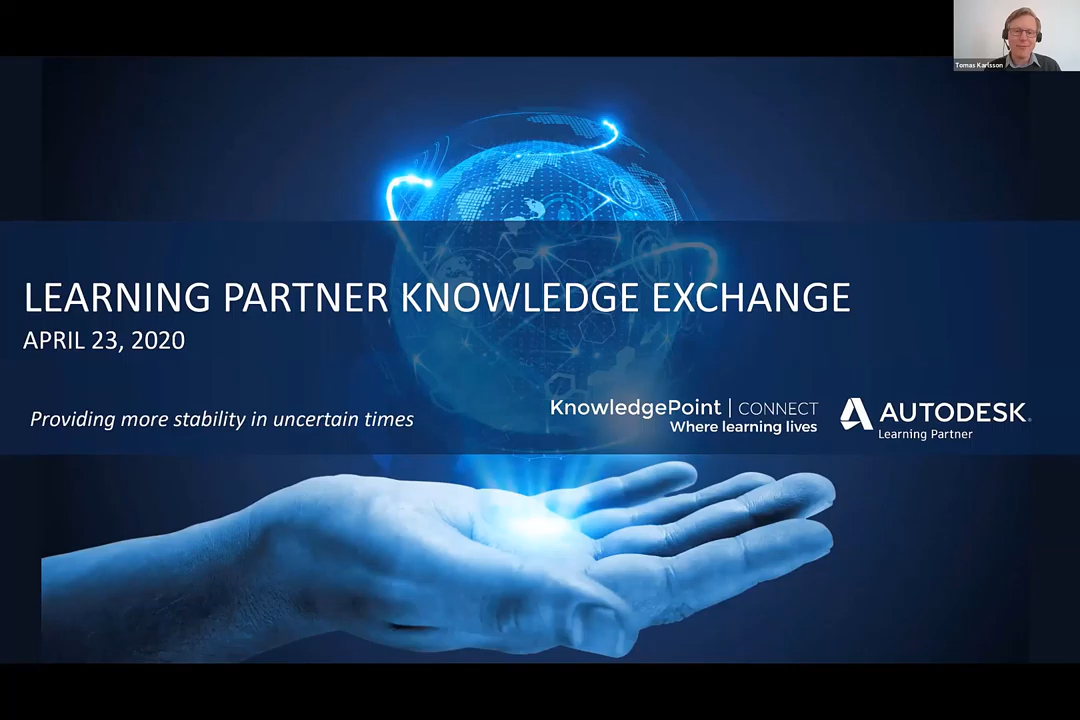 Tomas Karlsson
LEARNING PARTNER KNOWLEDGE EXCHANGE
APRIL 23, 2020
Providing more stability in uncertain times
KnowledgePoint | CONNECT
Where learning lives
AUTODESK®
Learning Partner